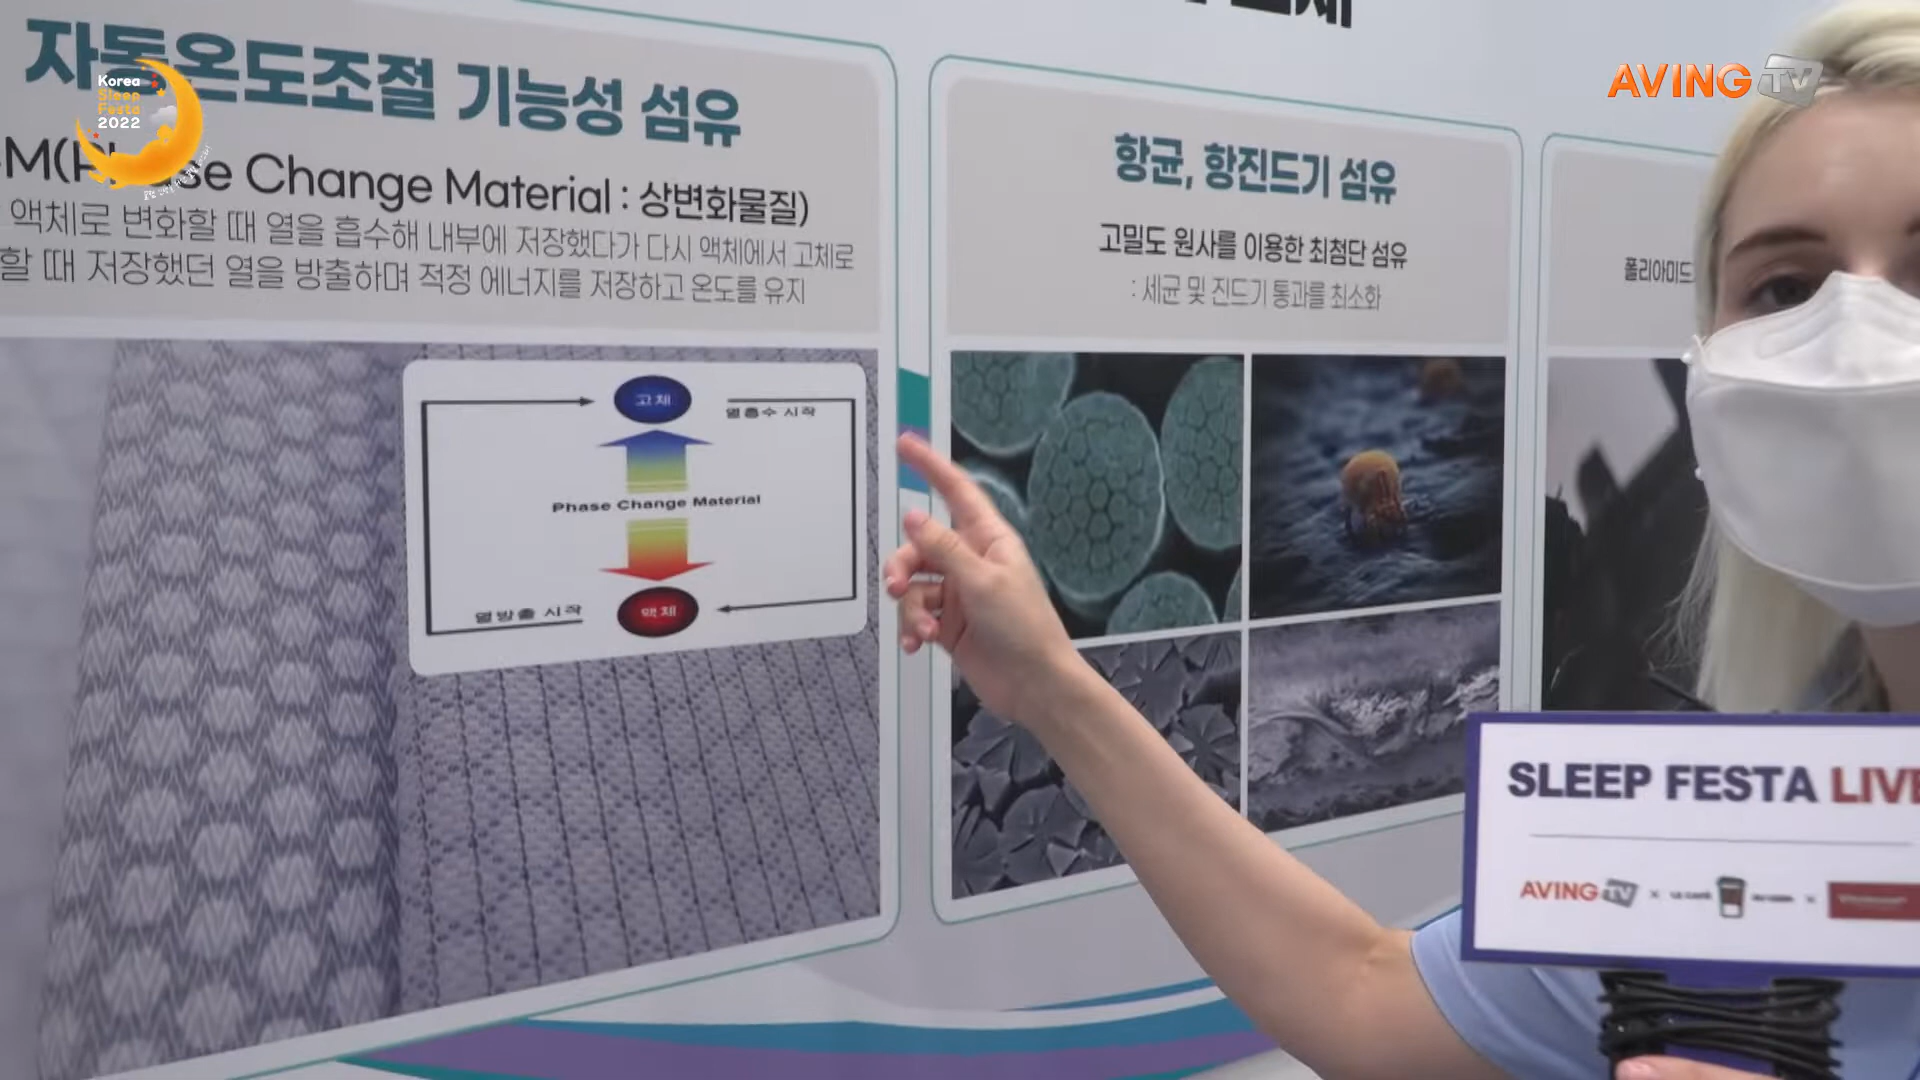 자동온도조절 기능성 섬유
Korea
Sleep
Festa
2022
M(Phase Change Material : 상변화물질)
액체로 변화할 때 열을 흡수해 내부에 저장했다가 다시 액체에서 고체로
할 때 저장했던 열을 방출하며 적정 에너지를 저장하고 온도를 유지
고체
열흡수 시작
Phase Change Material
열방출 시작
액체
항균, 항진드기 섬유
고밀도 원사를 이용한 최첨단 섬유
: 세균 및 진드기 통과를 최소화
폴리아미드
AVING TV
SLEEP FESTA LIVE
AVING TV x
x